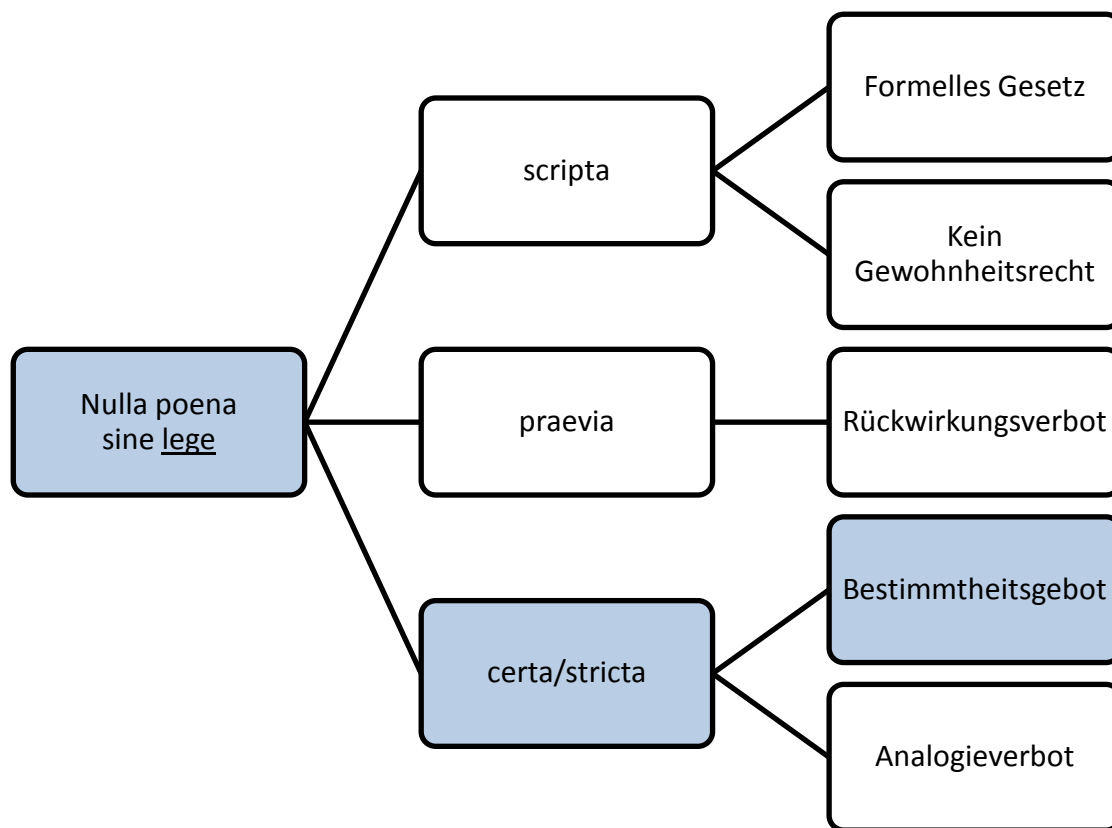 Nulla poena
sine lege
scripta
Formelles Gesetz
Kein
Gewohnheitsrecht
praevia
Rückwirkungsverbot
certa/stricta
Bestimmtheitsgebot
Analogieverbot